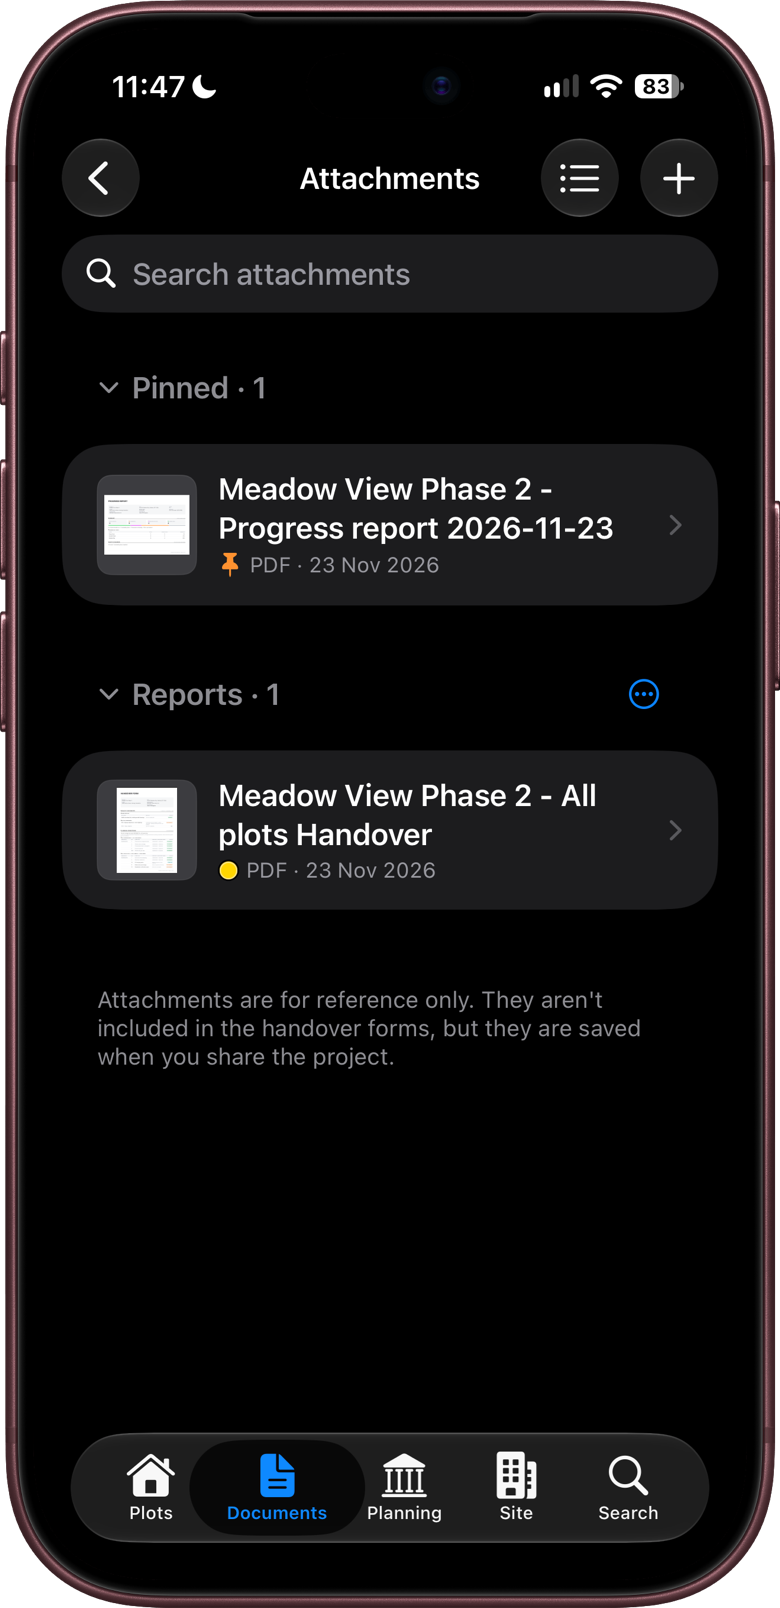 11:47
83
Attachments
Search attachments
Pinned · 1
Meadow View Phase 2 -
Progress report 2026-11-23
PDF · 23 Nov 2026
Reports · 1
Meadow View Phase 2 - All
plots Handover
PDF · 23 Nov 2026
Attachments are for reference only. They aren't
included in the handover forms, but they are saved
when you share the project.
Plots
Documents
Planning
Site
Search